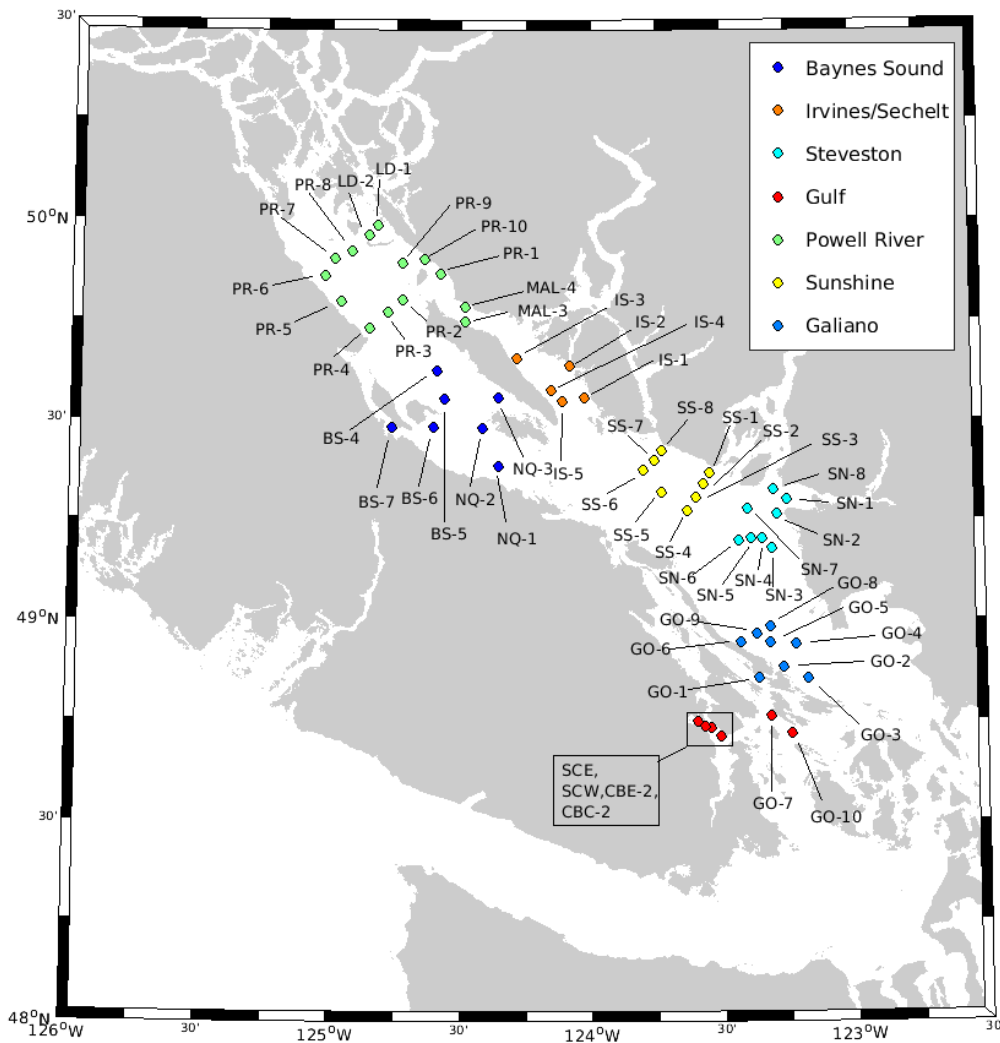 30'
Baynes Sound
Irvines/Sechelt
Steveston
Gulf
Powell River
Sunshine
Galiano
LD-1
LD-2
PR-8
PR-7
PR-9
PR-10
PR-1
50°N
PR-6
MAL-4
MAL-3
IS-3
IS-2
IS-4
PR-5
PR-2
PR-3
PR-4
IS-1
30'
BS-4
SS-8
SS-7
SS-1
SS-2
SS-3
NQ-3
IS-5
SN-8
BS-7
BS-6
NQ-2
SS-6
SN-1
BS-5
NQ-1
SS-5
SS-4
SN-2
SN-6
SN-7
SN-5
SN-4
SN-3
GO-8
49°N
GO-9
GO-5
GO-6
GO-4
GO-2
GO-1
GO-3
SCE,
SCW,CBE-2,
CBC-2
GO-7
GO-10
30'
48°N
126°W
30'
125°W
30'
124°W
30'
123°W
30'